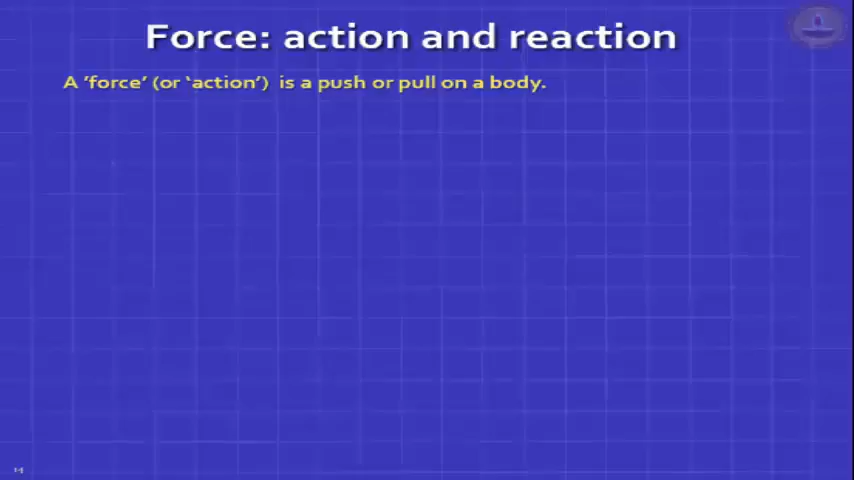 Force: action and reaction
A ’force’ (or ‘action’) is a push or pull on a body.